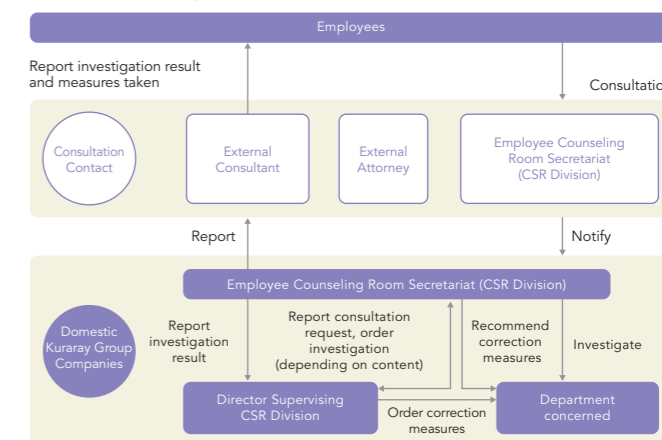 Employees
Report investigation result
and measures taken
Consultatio
Consultation
Contact
External
Consultant
External
Attorney
Employee Counseling
Room Secretariat
(CSR Division)
Report
Notify
Employee Counseling Room Secretariat (CSR Division)
Domestic
Kuraray Group
Companies
Report
investigation
result
Report consultation
request, order
investigation
(depending on content)
Recommend
correction
measures
Investigate
Director Supervising
CSR Division
Order correction
measures
Department
concerned